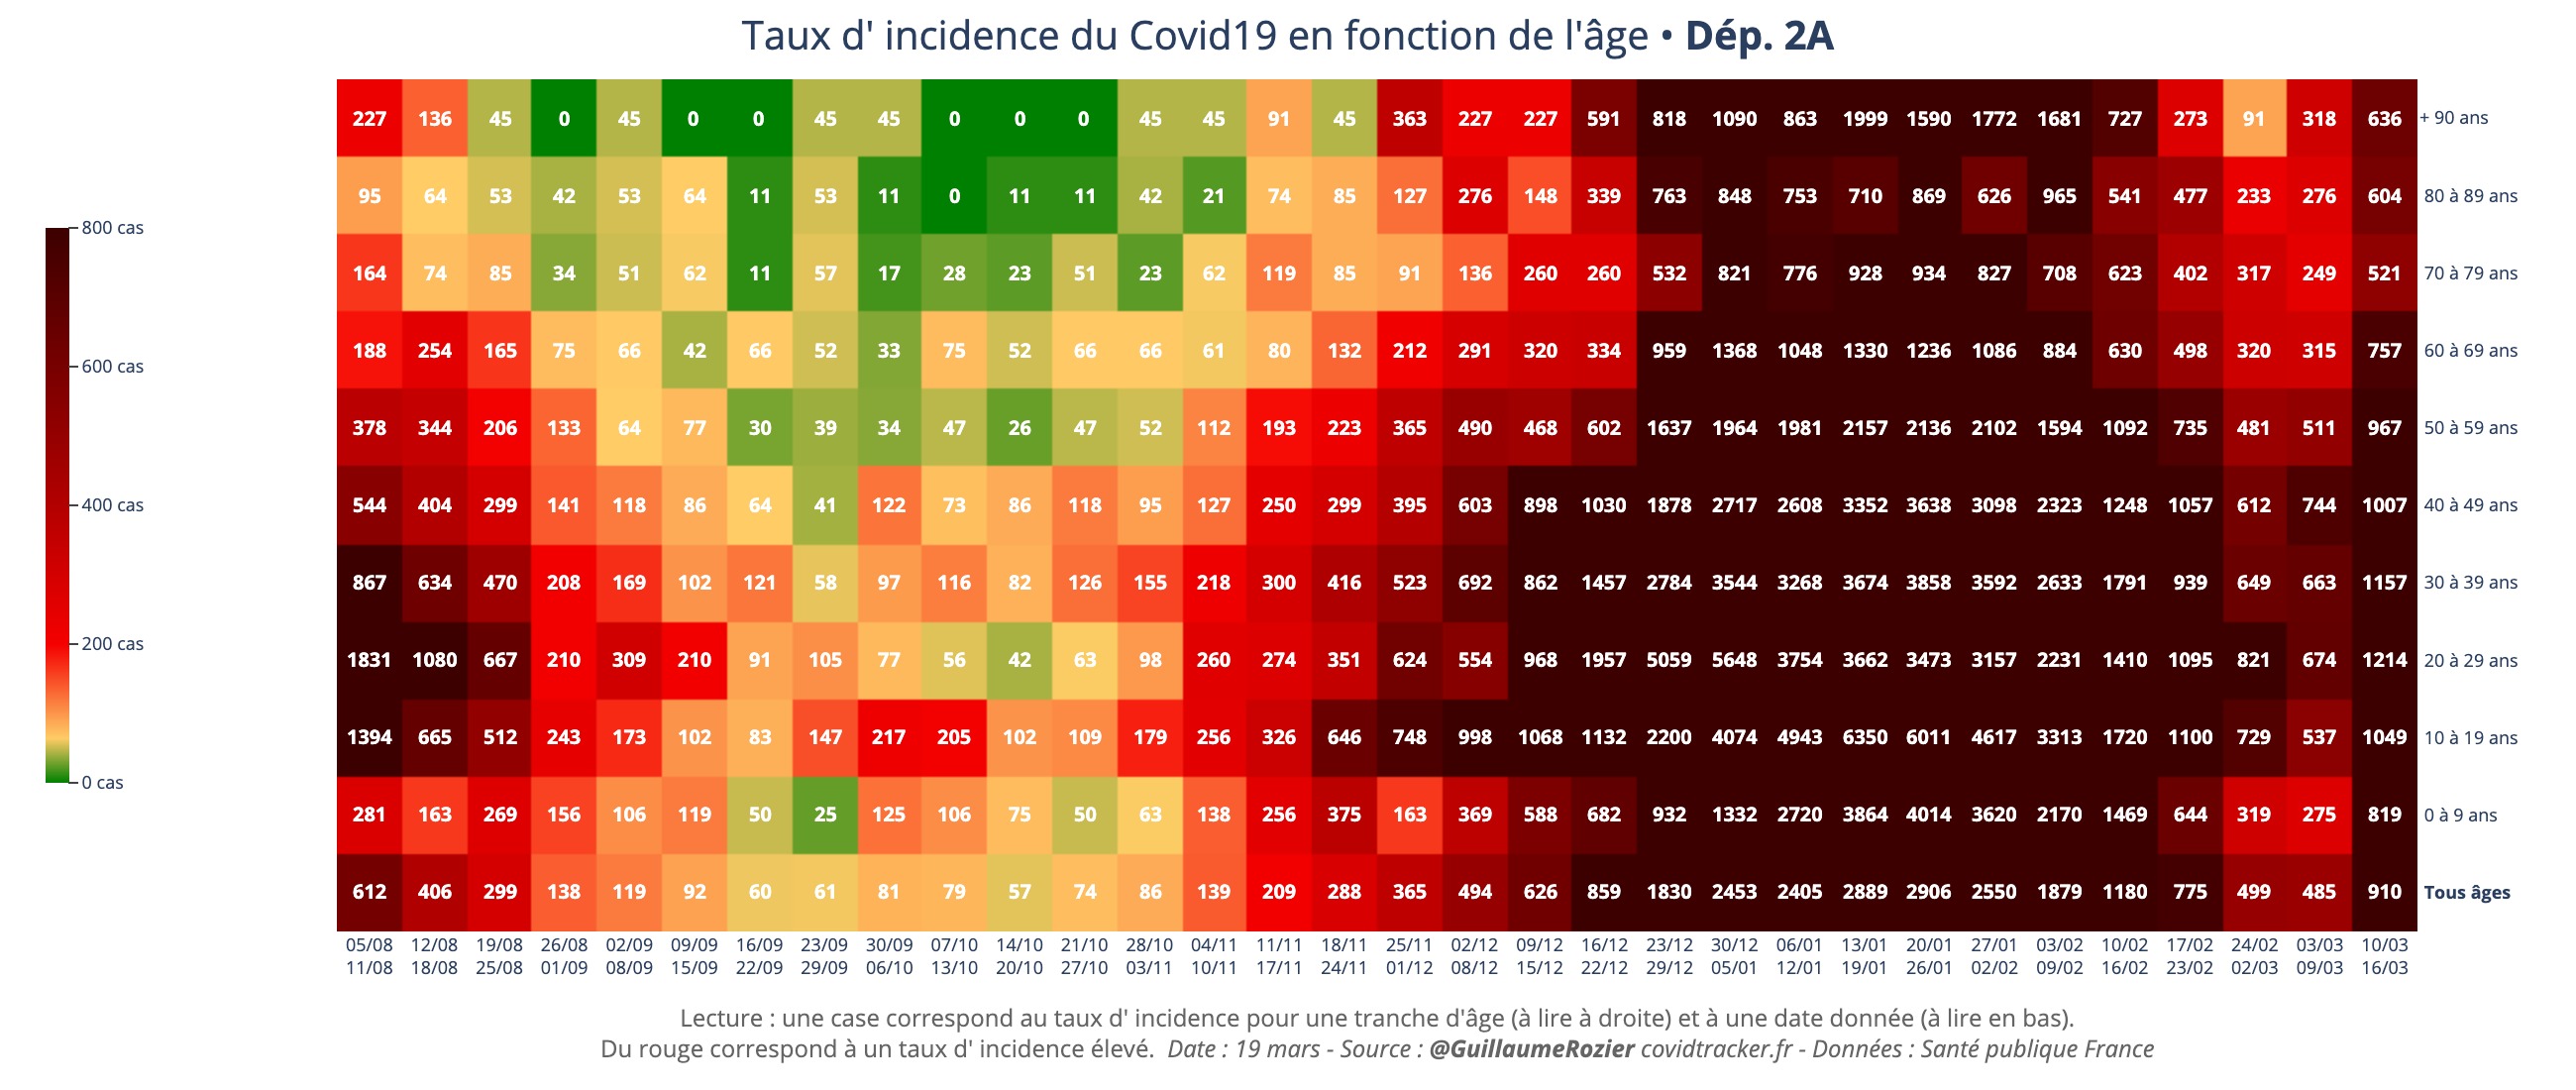 Taux d' incidence du Covid19 en fonction de l'âge • Dép. 2A
227 136 45 0 45 0 0 45 45 0 0 0 45 45 91 45 363 227 227 591 818 1090 863 1999 1590 1772 1681 727 273 91 318 636 + 90 ans
95 64 53 42 53 64 11 53 11 0 11 11 42 21 74 85 127 276 148 339 763 848 753 710 869 626 965 541 477 233 276 604 80 à 89 ans
800 cas
164 74 85 34 51 62 11 57 17 28 23 51 23 62 119 85 91 136 260 260 532 821 776 928 934 827 708 623 402 317 249 521 70 à 79 ans
188 254 165 75 66 42 66 52 33 75 52 66 66 61 80 132 212 291 320 334 959 1368 1048 1330 1236 1086 884 630 498 320 315 757 60 à 69 ans
600 cas
378 344 206 133 64 77 30 39 34 47 26 47 52 112 193 223 365 490 468 602 1637 1964 1981 2157 2136 2102 1594 1092 735 481 511 967 50 à 59 ans
400 cas
544 404 299 141 118 86 64 41 122 73 86 118 95 127 250 299 395 603 898 1030 1878 2717 2608 3352 3638 3098 2323 1248 1057 612 744 1007 40 à 49 ans
867 634 470 208 169 102 121 58 97 116 82 126 155 218 300 416 523 692 862 1457 2784 3544 3268 3674 3858 3592 2633 1791 939 649 663 1157 30 à 39 ans
200 cas
1831 1080 667 210 309 210 91 105 77 56 42 63 98 260 274 351 624 554 968 1957 5059 5648 3754 3662 3473 3157 2231 1410 1095 821 674 1214 20 à 29 ans
1394 665 512 243 173 102 83 147 217 205 102 109 179 256 326 646 748 998 1068 1132 2200 4074 4943 6350 6011 4617 3313 1720 1100 729 537 1049 10 à 19 ans
0 cas
281 163 269 156 106 119 50 25 125 106 75 50 63 138 256 375 163 369 588 682 932 1332 2720 3864 4014 3620 2170 1469 644 319 275 819 0 à 9 ans
612 406 299 138 119 92 60 61 81 79 57 74 86 139 209 288 365 494 626 859 1830 2453 2405 2889 2906 2550 1879 1180 775 499 485 910 Tous âges
05/08 12/08 19/08 26/08 02/09 09/09 16/09 23/09 30/09 07/10 14/10 21/10 28/10 04/11 11/11 18/11 25/11 02/12 09/12 16/12 23/12 30/12 06/01 13/01 20/01 27/01 03/02 10/02 17/02 24/02 03/03 10/03
11/08 18/08 25/08 01/09 08/09 15/09 22/09 29/09 06/10 13/10 20/10 27/10 03/11 10/11 17/11 24/11 01/12 08/12 15/12 22/12 29/12 05/01 12/01 19/01 26/01 02/02 09/02 16/02 23/02 02/03 09/03 16/03
Lecture : une case correspond au taux d' incidence pour une tranche d'âge (à lire à droite) et à une date donnée (à lire en bas).
Du rouge correspond à un taux d' incidence élevé. Date : 19 mars - Source : @GuillaumeRozier covidtracker.fr - Données : Santé publique France